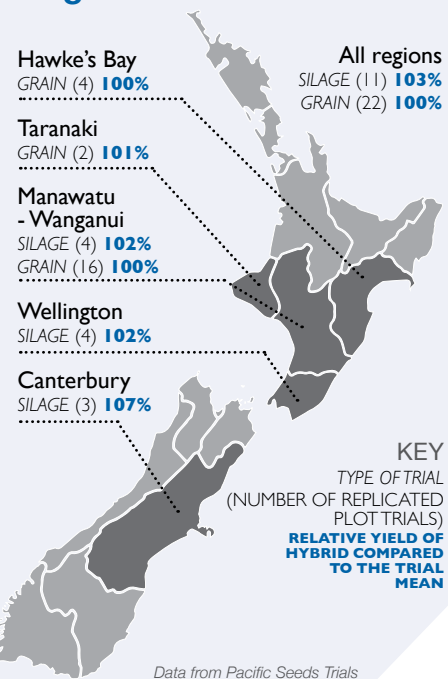 Hawke's Bay
GRAIN (4) 100%
Taranaki
GRAIN (2) 101%
Manawatu
- Wanganui
SILAGE (4) 102%
GRAIN (16) 100%
Wellington
SILAGE (4) 102%
Canterbury
SILAGE (3) 107%
All regions
SILAGE (11) 103%
GRAIN (22) 100%
KEY
TYPE OF TRIAL
(NUMBER OF REPLICATED
PLOT TRIALS)
RELATIVE YIELD OF
HYBRID COMPARED
TO THE TRIAL
MEAN
Data from Pacific Seeds Trials